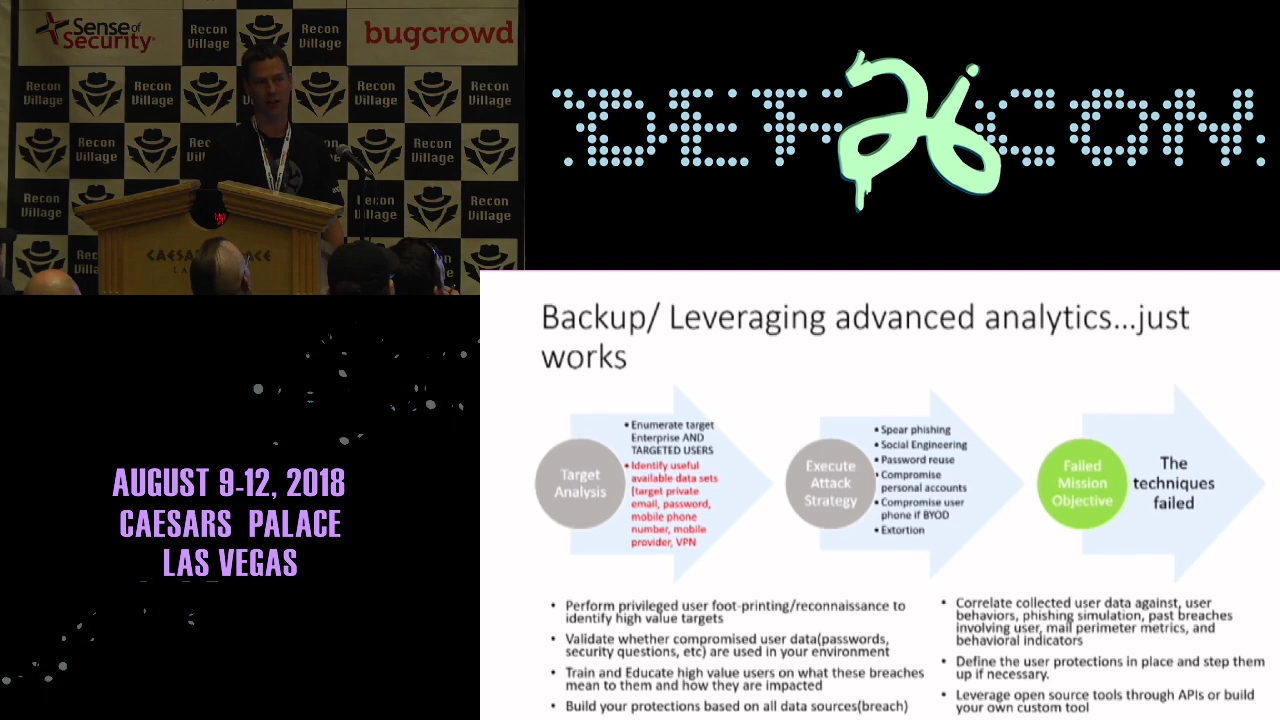 Sense of
Security
Recon
Village
Recon
Village
bugcrowd
Recon
Village
Recon
Village
Recon
Village
Recon
Village
Recon
Village
Recon
Village
Recon
Village
CAESARS PALACE
DEFCON
26
AUGUST 9-12, 2018
CAESARS PALACE
LAS VEGAS
Backup/ Leveraging advanced analytics...just
works
Target
Analysis
• Enumerate target
Enterprise AND
TARGETED USERS
• Identify useful
available data sets
[target private
email, password,
mobile phone
number, mobile
provider, VPN
Execute
Attack
Strategy
• Spear phishing
• Social Engineering
• Password reuse
• Compromise
personal accounts
• Compromise user
phone if BYOD
• Extortion
Failed
Mission
Objective
The
techniques
failed
• Perform privileged user foot-printing/reconnaissance to
identify high value targets
• Validate whether compromised user data(passwords,
security questions, etc) are used in your environment
• Train and Educate high value users on what these breaches
mean to them and how they are impacted
• Build your protections based on all data sources(breach)
• Correlate collected user data against, user
behaviors, phishing simulation, past breaches
involving user, mail perimeter metrics, and
behavioral indicators
• Define the user protections in place and step them
up if necessary.
• Leverage open source tools through APIs or build
your own custom tool